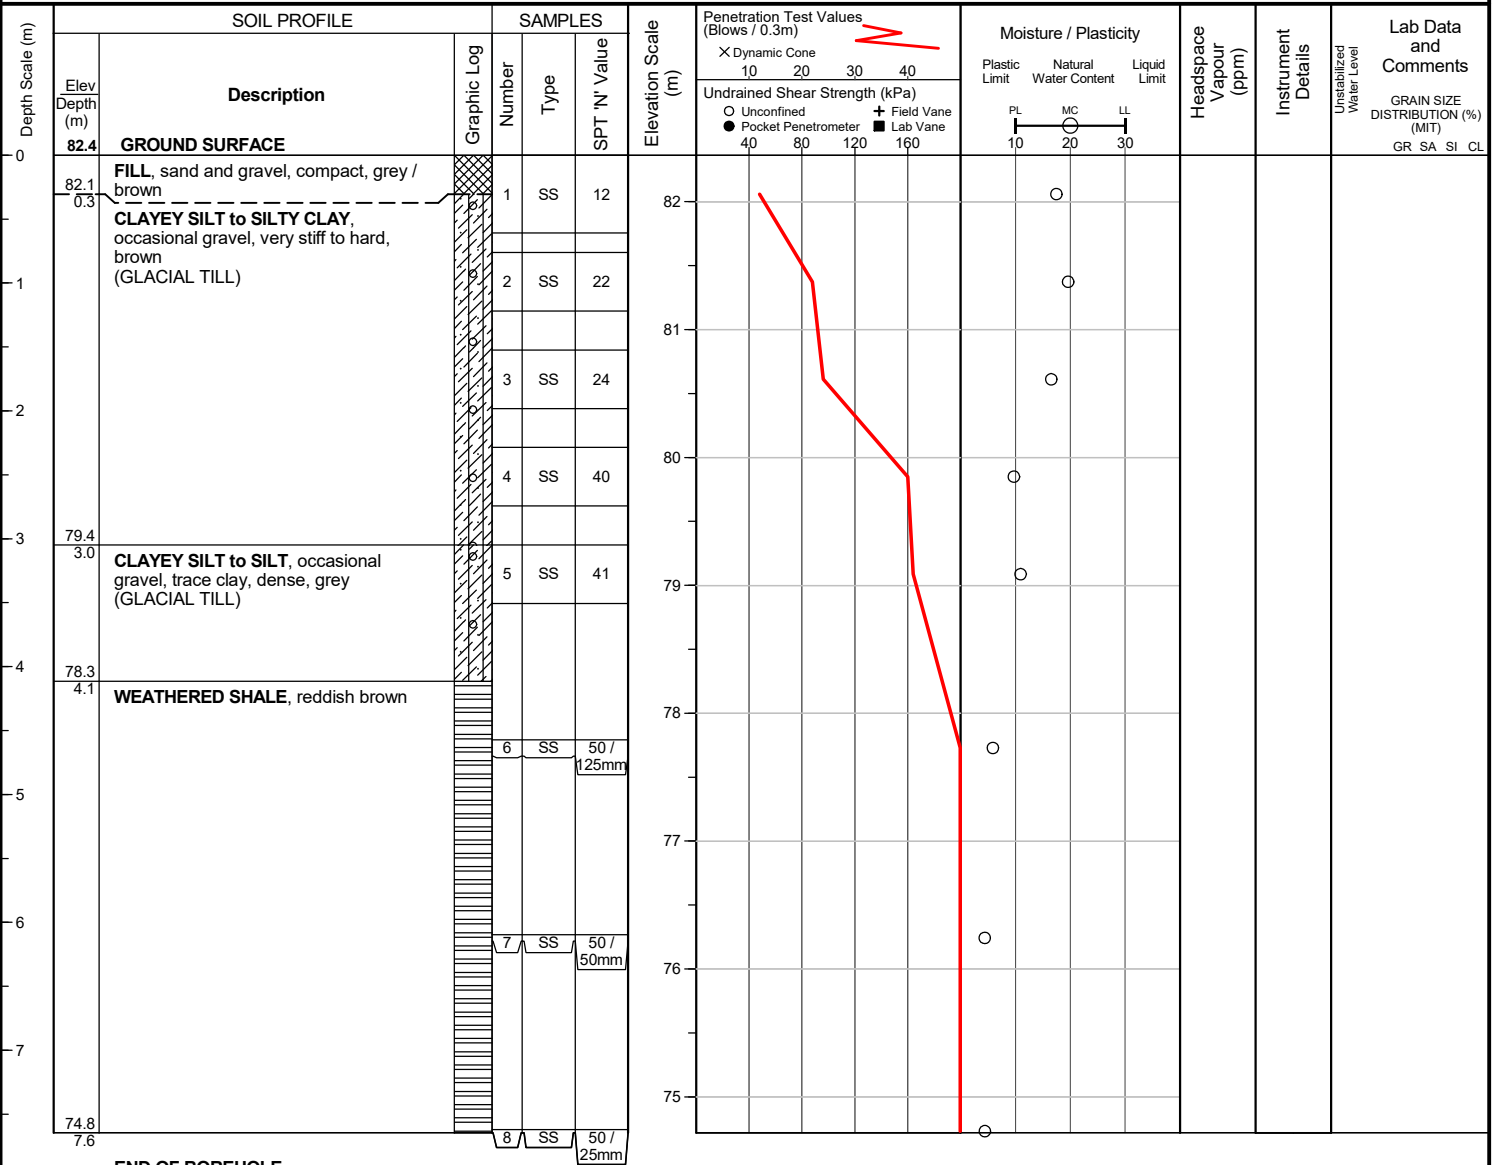 SOIL PROFILE
SAMPLES
Depth Scale (m)
Elev
Depth
(m)
Description
Graphic Log
Number
Type
SPT 'N' Value
Elevation Scale
(m)
Penetration Test Values
(Blows / 0.3m)
× Dynamic Cone
10 20 30 40
Undrained Shear Strength (kPa)
Unconfined
Field Vane
Pocket Penetrometer
Lab Vane
40 80 120 160
Moisture / Plasticity
Plastic
Limit
Natural
Water Content
Liquid
Limit
PL MC LL
10 20 30
Headspace
Vapour
(ppm)
Instrument
Details
Unstabilized
Water Level
Lab Data
and
Comments
GRAIN SIZE
DISTRIBUTION (%)
(MIT)
GR SA SI CL
82.4 GROUND SURFACE
0
82.1
0.3
FILL, sand and gravel, compact, grey /
brown
1 SS 12
82
CLAYEY SILT to SILTY CLAY,
occasional gravel, very stiff to hard,
brown
(GLACIAL TILL)
1
2 SS 22
81
3 SS 24
2
80
4 SS 40
79.4
3
3.0
CLAYEY SILT to SILT, occasional
gravel, trace clay, dense, grey
(GLACIAL TILL)
5 SS 41
79
4
78.3
4.1
WEATHERED SHALE, reddish brown
78
6 SS 50 /
125mm
5
77
6
7 SS 50 /
50mm
76
7
75
74.8
7.6
8 SS 50 /
25mm
END OF BOREHOLE